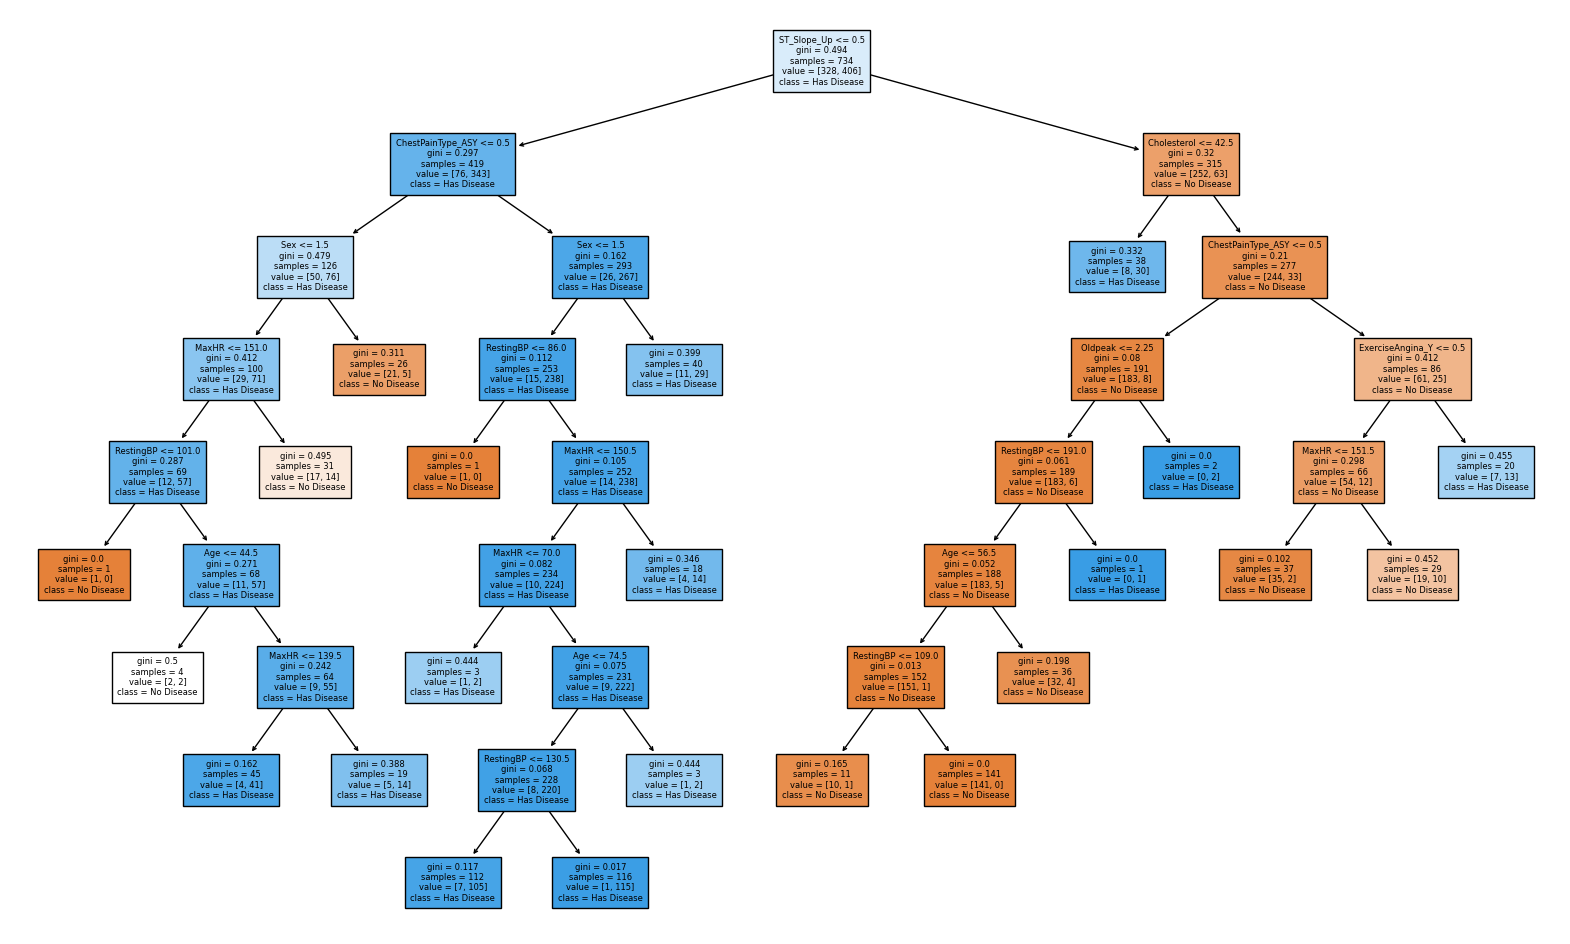 ST_Slope_Up <= 0.5
gini = 0.494
samples = 734
value = [328, 406]
class = Has Disease
ChestPainType_ASY <= 0.5
gini = 0.297
samples = 419
value = [76, 343]
class = Has Disease
Cholesterol <= 42.5
gini = 0.32
samples = 315
value = [252, 63]
class = No Disease
Sex <= 1.5
gini = 0.479
samples = 126
value = [50, 76]
class = Has Disease
Sex <= 1.5
gini = 0.162
samples = 293
value = [26, 267]
class = Has Disease
gini = 0.332
samples = 38
value = [8, 30]
class = Has Disease
ChestPainType_ASY <= 0.5
gini = 0.21
samples = 277
value = [244, 33]
class = No Disease
MaxHR <= 151.0
gini = 0.412
samples = 100
value = [29, 71]
class = Has Disease
gini = 0.311
samples = 26
value = [21, 5]
class = No Disease
RestingBP <= 86.0
gini = 0.112
samples = 253
value = [15, 238]
class = Has Disease
gini = 0.399
samples = 40
value = [11, 29]
class = Has Disease
Oldpeak <= 2.25
gini = 0.08
samples = 191
value = [183, 8]
class = No Disease
ExerciseAngina_Y <= 0.5
gini = 0.412
samples = 86
value = [61, 25]
class = No Disease
RestingBP <= 101.0
gini = 0.287
samples = 69
value = [12, 57]
class = Has Disease
gini = 0.495
samples = 31
value = [17, 14]
class = No Disease
gini = 0.0
samples = 1
value = [1, 0]
class = No Disease
MaxHR <= 150.5
gini = 0.105
samples = 252
value = [14, 238]
class = Has Disease
RestingBP <= 191.0
gini = 0.061
samples = 189
value = [183, 6]
class = No Disease
gini = 0.0
samples = 2
value = [0, 2]
class = Has Disease
MaxHR <= 151.5
gini = 0.298
samples = 66
value = [54, 12]
class = No Disease
gini = 0.455
samples = 20
value = [7, 13]
class = Has Disease
gini = 0.0
samples = 1
value = [1, 0]
class = No Disease
Age <= 44.5
gini = 0.271
samples = 68
value = [11, 57]
class = Has Disease
MaxHR <= 70.0
gini = 0.082
samples = 234
value = [10, 224]
class = Has Disease
gini = 0.346
samples = 18
value = [4, 14]
class = Has Disease
Age <= 56.5
gini = 0.052
samples = 188
value = [183, 5]
class = No Disease
gini = 0.0
samples = 1
value = [0, 1]
class = Has Disease
gini = 0.102
samples = 37
value = [35, 2]
class = No Disease
gini = 0.452
samples = 29
value = [19, 10]
class = No Disease
gini = 0.5
samples = 4
value = [2, 2]
class = No Disease
MaxHR <= 139.5
gini = 0.242
samples = 64
value = [9, 55]
class = Has Disease
gini = 0.444
samples = 3
value = [1, 2]
class = Has Disease
Age <= 74.5
gini = 0.075
samples = 231
value = [9, 222]
class = Has Disease
RestingBP <= 109.0
gini = 0.013
samples = 152
value = [151, 1]
class = No Disease
gini = 0.198
samples = 36
value = [32, 4]
class = No Disease
gini = 0.162
samples = 45
value = [4, 41]
class = Has Disease
gini = 0.388
samples = 19
value = [5, 14]
class = Has Disease
RestingBP <= 130.5
gini = 0.068
samples = 228
value = [8, 220]
class = Has Disease
gini = 0.444
samples = 3
value = [1, 2]
class = Has Disease
gini = 0.165
samples = 11
value = [10, 1]
class = No Disease
gini = 0.0
samples = 141
value = [141, 0]
class = No Disease
gini = 0.117
samples = 112
value = [7, 105]
class = Has Disease
gini = 0.017
samples = 116
value = [1, 115]
class = Has Disease